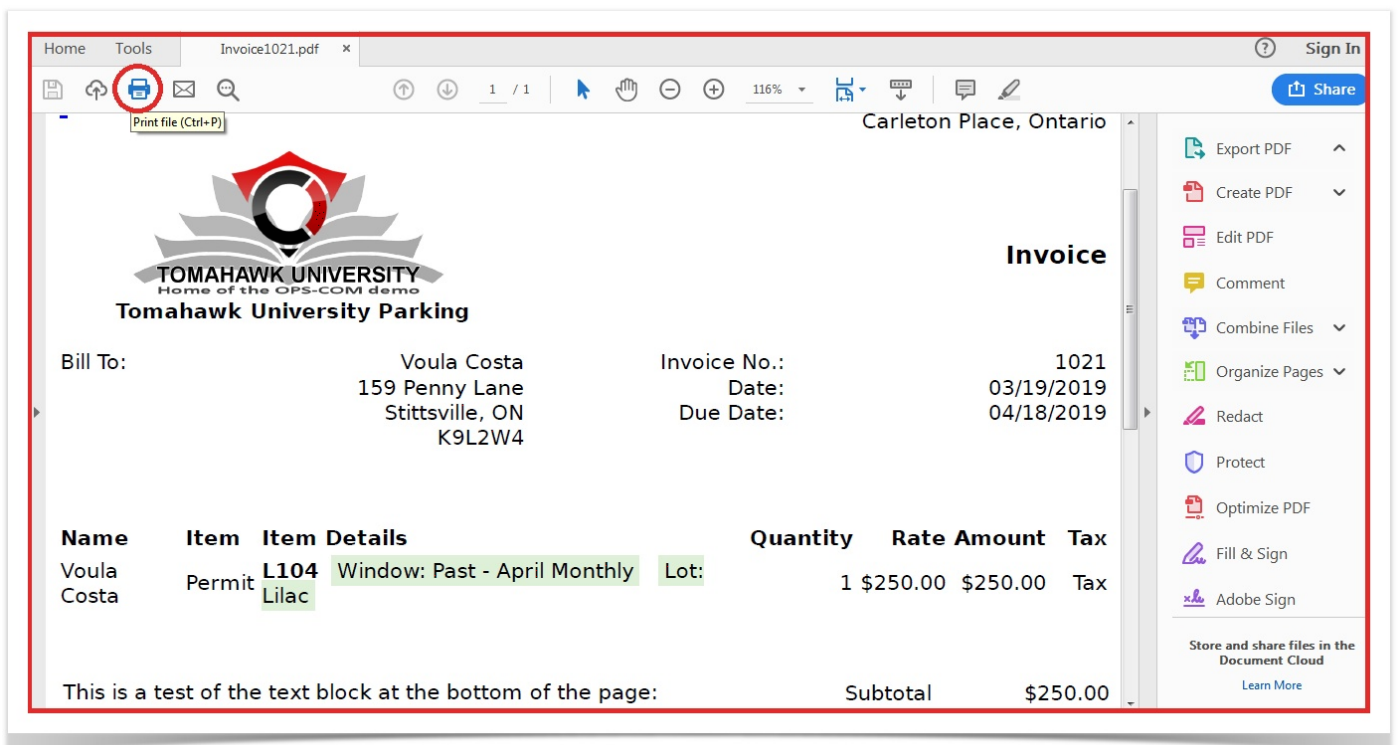 Home Tools Invoice1021.pdf × ? Sign In
1 / 1 116% Share
Print file (Ctrl+P)
Carleton Place, Ontario
TOMAHAWK UNIVERSITY
Home of the OPS-COM demo
Tomahawk University Parking
Invoice
Bill To: Voula Costa Invoice No.: 1021
159 Penny Lane Date: 03/19/2019
Stittsville, ON Due Date: 04/18/2019
K9L2W4
Name Item Item Details Quantity Rate Amount Tax
Voula Costa Permit L104 Window: Past - April Monthly Lot: Lilac 1 $250.00 $250.00 Tax
This is a test of the text block at the bottom of the page: Subtotal $250.00
Export PDF
Create PDF
Edit PDF
Comment
Combine Files
Organize Pages
Redact
Protect
Optimize PDF
Fill & Sign
Adobe Sign
Store and share files in the
Document Cloud
Learn More